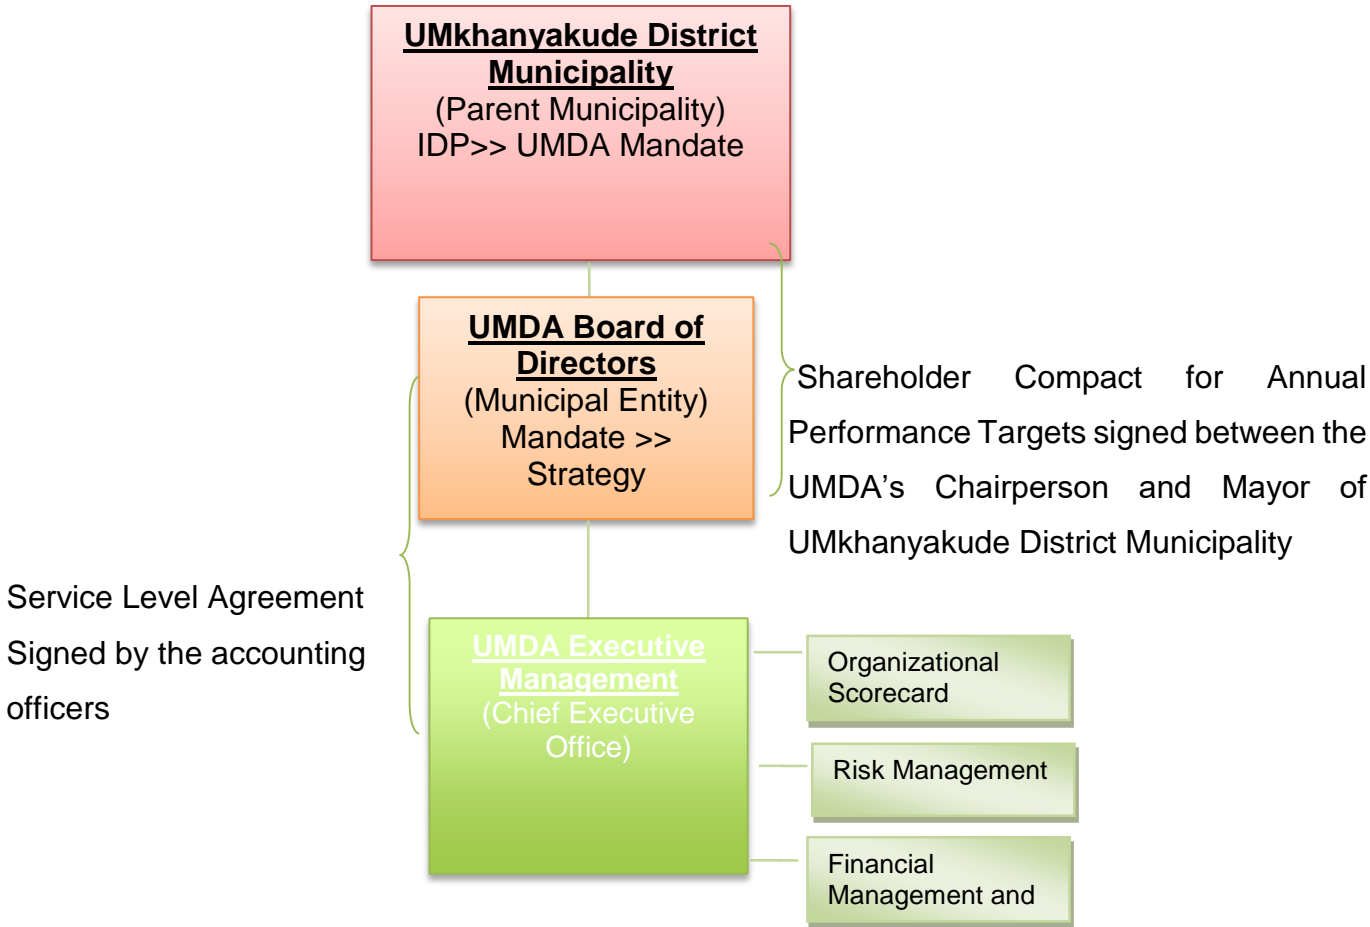 UMkhanyakude District
Municipality
(Parent Municipality)
IDP>> UMDA Mandate
UMDA Board of
Directors
(Municipal Entity)
Mandate >>
Strategy
Shareholder Compact for Annual
Performance Targets signed between the
UMDA’s Chairperson and Mayor of
UMkhanyakude District Municipality
Service Level Agreement
Signed by the accounting
officers
UMDA Executive
Management
(Chief Executive
Office)
Organizational
Scorecard
Risk Management
Financial
Management and